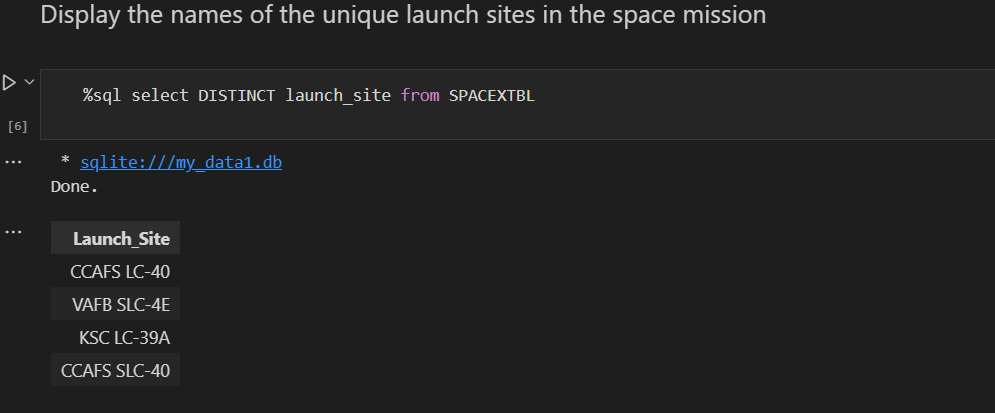 Display the names of the unique launch sites in the space mission
%sql select DISTINCT launch_site from SPACEXTBL
[6]
* sqlite:///my_data1.db
Done.
Launch_Site
CCAFS LC-40
VAFB SLC-4E
KSC LC-39A
CCAFS SLC-40